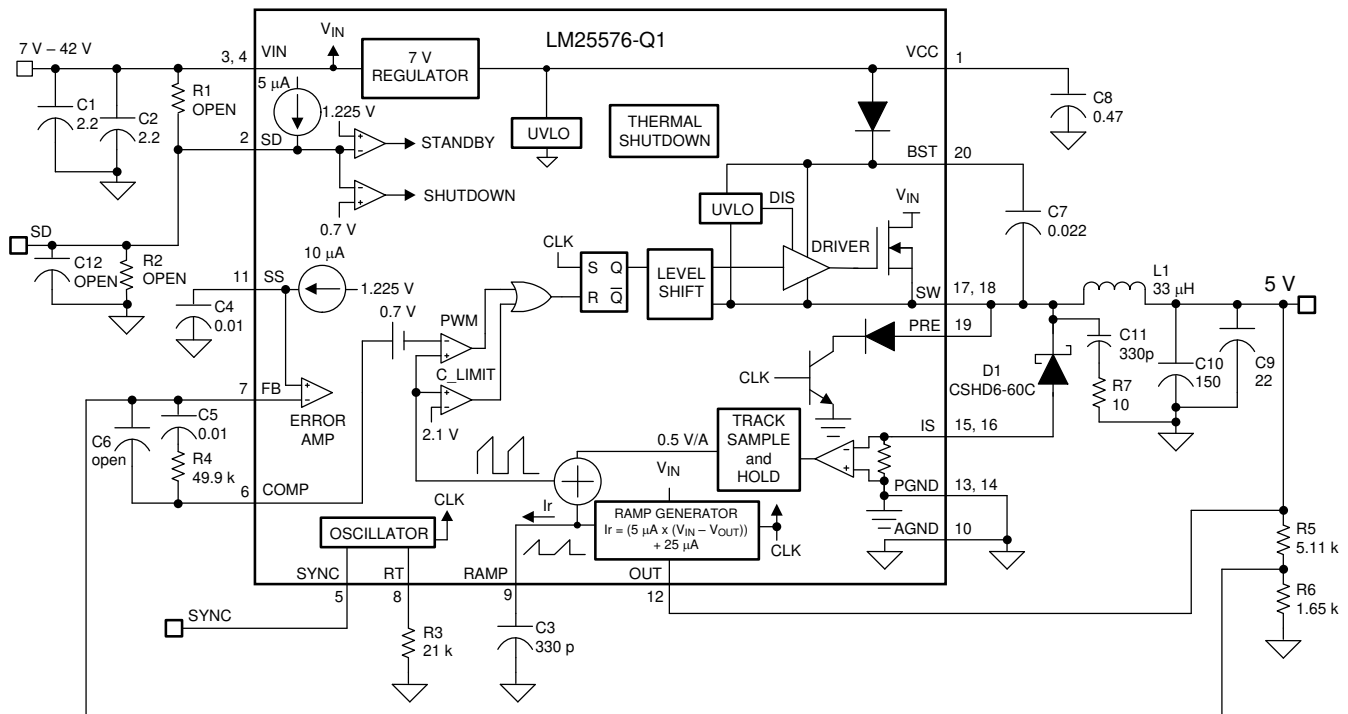 LM25576-Q1
7 V – 42 V
3, 4
VIN
V_IN
7 V
REGULATOR
VCC
1
C1
2.2
C2
2.2
R1
OPEN
5 μA
1.225 V
2
SD
STANDBY
SHUTDOWN
0.7 V
UVLO
THERMAL
SHUTDOWN
C8
0.47
BST
20
UVLO
DIS
V_IN
DRIVER
C7
0.022
SD
C12
OPEN
R2
OPEN
10 μA
11
SS
1.225 V
C4
0.01
CLK
S Q
R Q̅
LEVEL
SHIFT
SW
17, 18
L1
33 μH
5 V
0.7 V
PWM
C_LIMIT
2.1 V
PRE
19
CLK
D1
CSHD6-60C
C11
330p
R7
10
C10
150
C9
22
7
FB
ERROR
AMP
C6
open
C5
0.01
R4
49.9 k
6
COMP
0.5 V/A
TRACK
SAMPLE
and
HOLD
IS
15, 16
PGND
13, 14
AGND
10
V_IN
Ir
RAMP GENERATOR
Ir = (5 μA x (V_IN – V_OUT))
+ 25 μA
CLK
OSCILLATOR
CLK
SYNC
5
RT
8
RAMP
9
OUT
12
R5
5.11 k
R6
1.65 k
SYNC
R3
21 k
C3
330 p